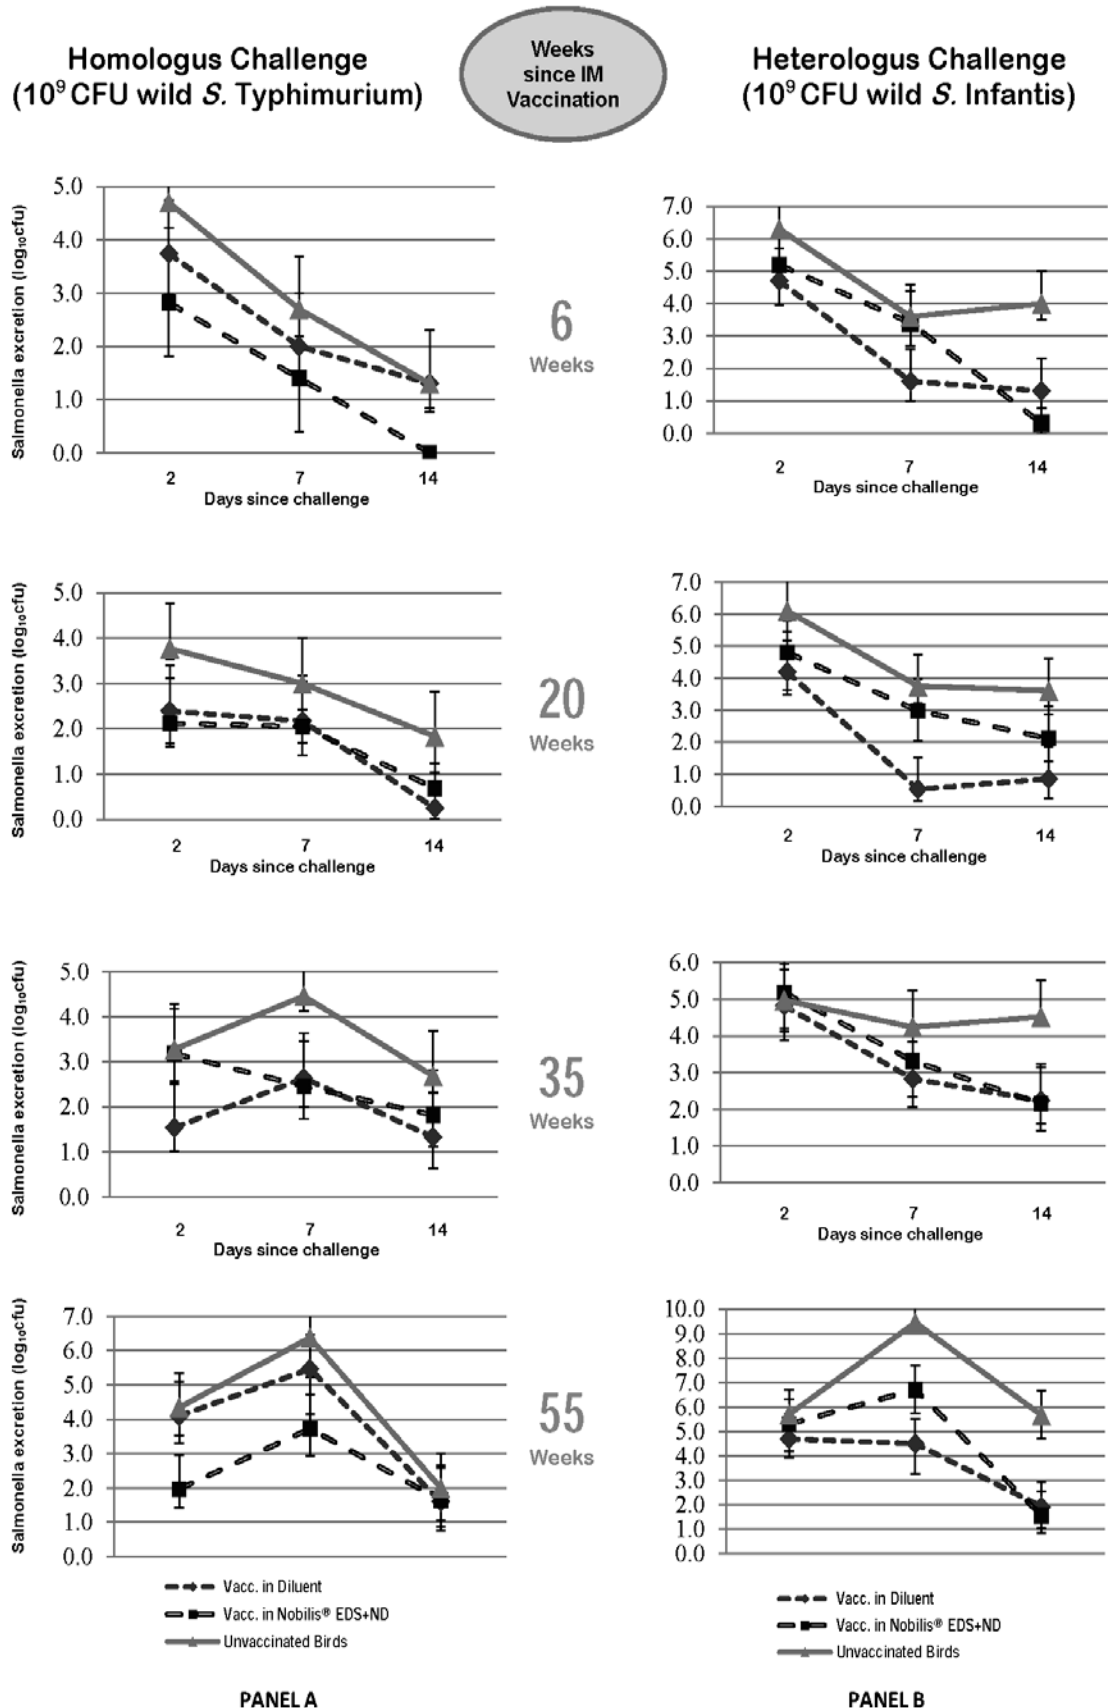 Homologus Challenge
(10⁹ CFU wild S. Typhimurium)
Weeks
since IM
Vaccination
Heterologus Challenge
(10⁹ CFU wild S. Infantis)
Salmonella excretion (log₁₀cfu)
5.0
4.0
3.0
2.0
1.0
0.0
2 7 14
Days since challenge
6
Weeks
7.0
6.0
5.0
4.0
3.0
2.0
1.0
0.0
2 7 14
Days since challenge
Salmonella excretion (log₁₀cfu)
5.0
4.0
3.0
2.0
1.0
0.0
2 7 14
Days since challenge
20
Weeks
7.0
6.0
5.0
4.0
3.0
2.0
1.0
0.0
2 7 14
Days since challenge
Salmonella excretion (log₁₀cfu)
5.0
4.0
3.0
2.0
1.0
0.0
2 7 14
Days since challenge
35
Weeks
6.0
5.0
4.0
3.0
2.0
1.0
0.0
2 7 14
Days since challenge
Salmonella excretion (log₁₀cfu)
7.0
6.0
5.0
4.0
3.0
2.0
1.0
0.0
55
Weeks
10.0
9.0
8.0
7.0
6.0
5.0
4.0
3.0
2.0
1.0
0.0
Vacc. in Diluent
Vacc. in Nobilis® EDS+ND
Unvaccinated Birds
Vacc. in Diluent
Vacc. in Nobilis® EDS+ND
Unvaccinated Birds
PANEL A
PANEL B